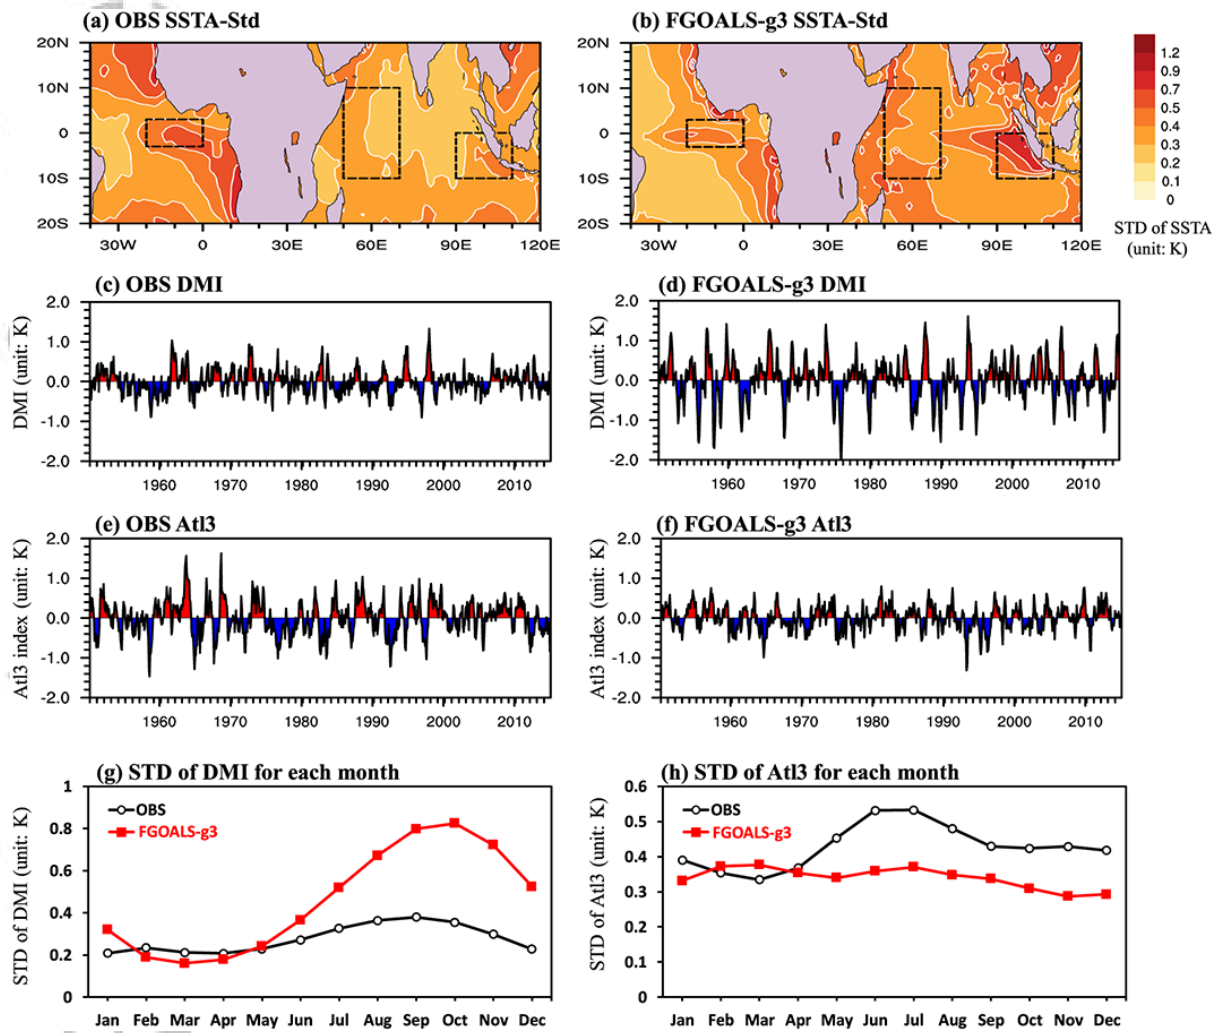 (a) OBS SSTA-Std
(b) FGOALS-g3 SSTA-Std
20N
10N
0
10S
20S
30W 0 30E 60E 90E 120E
20N
10N
0
10S
20S
30W 0 30E 60E 90E 120E
1.2
0.9
0.7
0.5
0.4
0.3
0.2
0.1
0
STD of SSTA
(unit: K)
(c) OBS DMI
DMI (unit: K)
2.0
1.0
0.0
-1.0
-2.0
1960 1970 1980 1990 2000 2010
(d) FGOALS-g3 DMI
DMI (unit: K)
2.0
1.0
0.0
-1.0
-2.0
1960 1970 1980 1990 2000 2010
(e) OBS Atl3
Atl3 index (unit: K)
2.0
1.0
0.0
-1.0
-2.0
1960 1970 1980 1990 2000 2010
(f) FGOALS-g3 Atl3
Atl3 index (unit: K)
2.0
1.0
0.0
-1.0
-2.0
1960 1970 1980 1990 2000 2010
(g) STD of DMI for each month
STD of DMI (unit: K)
1
0.8
0.6
0.4
0.2
0
OBS
FGOALS-g3
Jan Feb Mar Apr May Jun Jul Aug Sep Oct Nov Dec
(h) STD of Atl3 for each month
STD of Atl3 (unit: K)
0.6
0.5
0.4
0.3
0.2
0.1
0
OBS
FGOALS-g3
Jan Feb Mar Apr May Jun Jul Aug Sep Oct Nov Dec